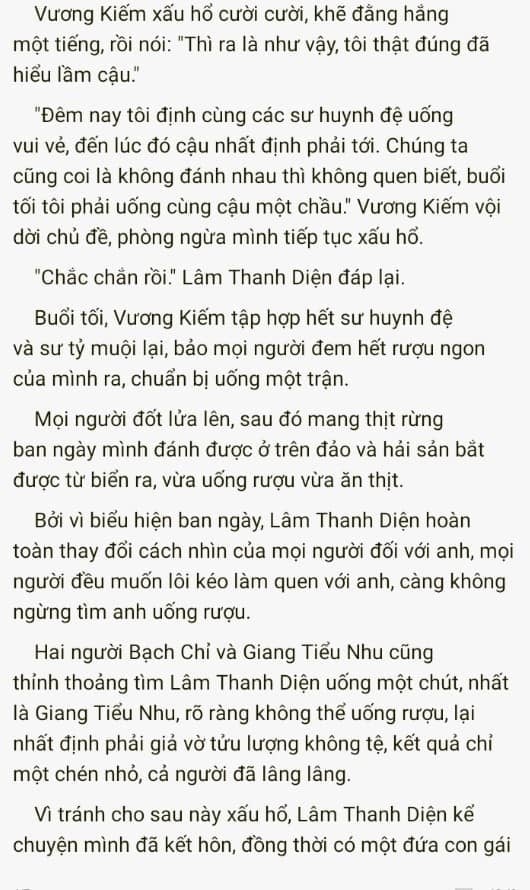 Vương Kiếm xấu hổ cười cười, khẽ đằng hắng
một tiếng, rồi nói: "Thì ra là như vậy, tôi thật đúng đã
hiểu lầm cậu."
"Đêm nay tôi định cùng các sư huynh đệ uống
vui vẻ, đến lúc đó cậu nhất định phải tới. Chúng ta
cũng coi là không đánh nhau thì không quen biết, buổi
tối tôi phải uống cùng cậu một chầu." Vương Kiếm vội
dời chủ đề, phòng ngừa mình tiếp tục xấu hổ.
"Chắc chắn rồi." Lâm Thanh Diện đáp lại.
Buổi tối, Vương Kiếm tập hợp hết sư huynh đệ
và sư tỷ muội lại, bảo mọi người đem hết rượu ngon
của mình ra, chuẩn bị uống một trận.
Mọi người đốt lửa lên, sau đó mang thịt rừng
ban ngày mình đánh được ở trên đảo và hải sản bắt
được từ biển ra, vừa uống rượu vừa ăn thịt.
Bởi vì biểu hiện ban ngày, Lâm Thanh Diện hoàn
toàn thay đổi cách nhìn của mọi người đối với anh, mọi
người đều muốn lôi kéo làm quen với anh, càng không
ngừng tìm anh uống rượu.
Hai người Bạch Chỉ và Giang Tiểu Nhu cũng
thỉnh thoảng tìm Lâm Thanh Diện uống một chút, nhất
là Giang Tiểu Nhu, rõ ràng không thể uống rượu, lại
nhất định phải giả vờ tửu lượng không tệ, kết quả chỉ
một chén nhỏ, cả người đã lâng lâng.
Vì tránh cho sau này xấu hổ, Lâm Thanh Diện kể
chuyện mình đã kết hôn, đồng thời có một đứa con gái